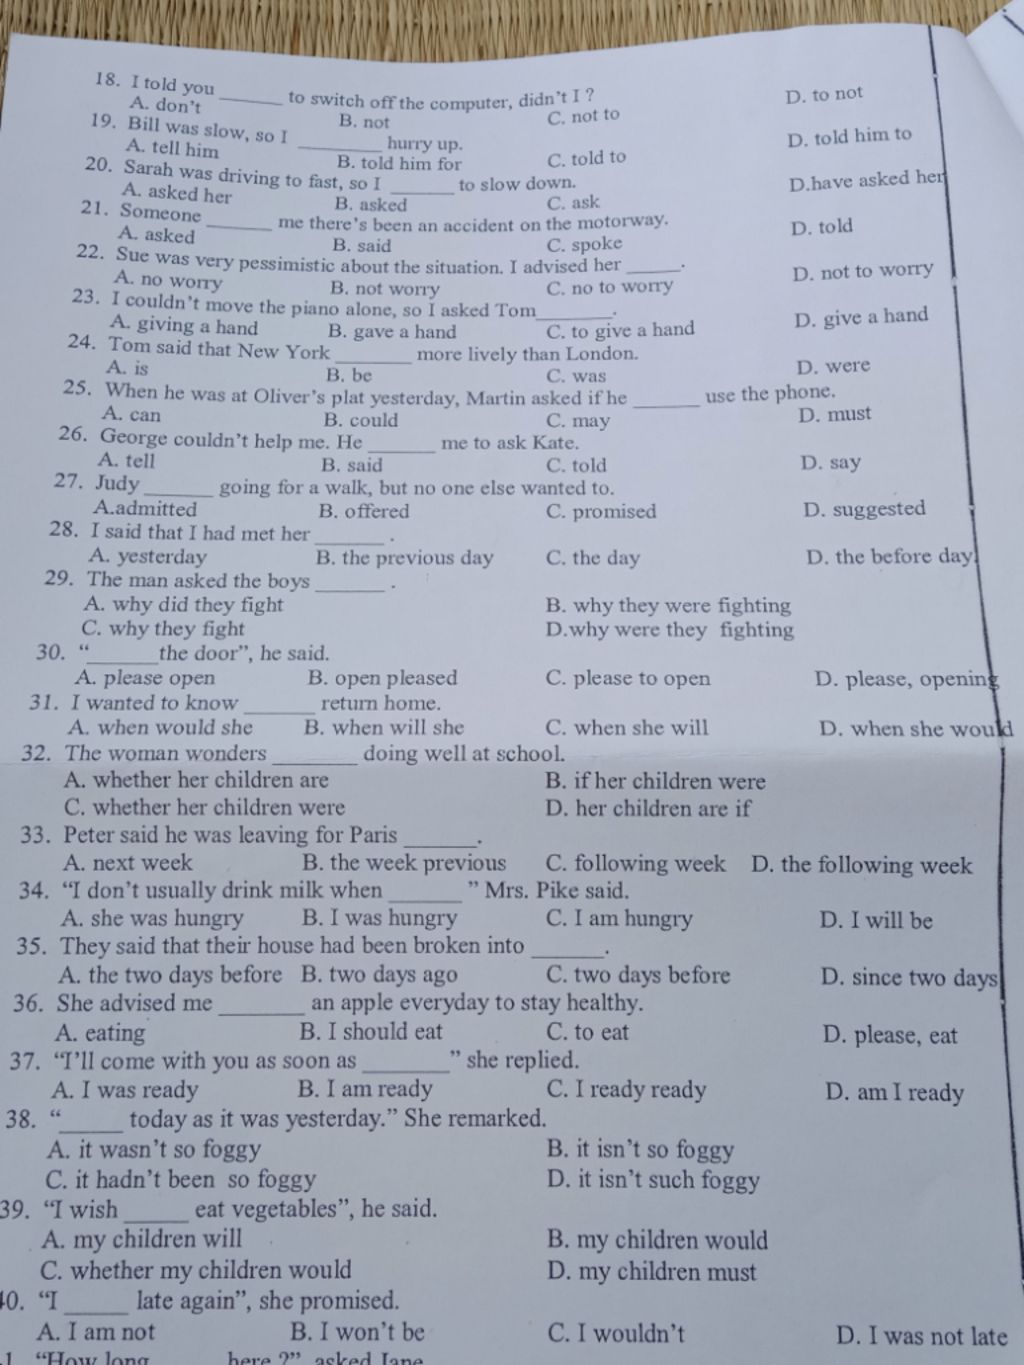 18. I told you ______ to switch off the computer, didn't I ?
A. don't B. not C. not to D. to not
19. Bill was slow, so I ________ hurry up.
A. tell him B. told him for C. told to D. told him to
20. Sarah was driving to fast, so I ______ to slow down.
A. asked her B. asked C. ask D.have asked her
21. Someone ______ me there's been an accident on the motorway.
A. asked B. said C. spoke D. told
22. Sue was very pessimistic about the situation. I advised her _____.
A. no worry B. not worry C. no to worry D. not to worry
23. I couldn't move the piano alone, so I asked Tom_______.
A. giving a hand B. gave a hand C. to give a hand D. give a hand
24. Tom said that New York _______ more lively than London.
A. is B. be C. was D. were
25. When he was at Oliver's plat yesterday, Martin asked if he ______ use the phone.
A. can B. could C. may D. must
26. George couldn't help me. He ______ me to ask Kate.
A. tell B. said C. told D. say
27. Judy ______ going for a walk, but no one else wanted to.
A.admitted B. offered C. promised D. suggested
28. I said that I had met her ______ .
A. yesterday B. the previous day C. the day D. the before day
29. The man asked the boys ______ .
A. why did they fight B. why they were fighting
C. why they fight D.why were they fighting
30. "______the door", he said.
A. please open B. open pleased C. please to open D. please, opening
31. I wanted to know ______ return home.
A. when would she B. when will she C. when she will D. when she would
32. The woman wonders _______ doing well at school.
A. whether her children are B. if her children were
C. whether her children were D. her children are if
33. Peter said he was leaving for Paris ______.
A. next week B. the week previous C. following week D. the following week
34. "I don't usually drink milk when ______ " Mrs. Pike said.
A. she was hungry B. I was hungry C. I am hungry D. I will be
35. They said that their house had been broken into ______.
A. the two days before B. two days ago C. two days before D. since two days
36. She advised me _______ an apple everyday to stay healthy.
A. eating B. I should eat C. to eat D. please, eat
37. "I'll come with you as soon as _______ " she replied.
A. I was ready B. I am ready C. I ready ready D. am I ready
38. "_____ today as it was yesterday." She remarked.
A. it wasn't so foggy B. it isn't so foggy
C. it hadn't been so foggy D. it isn't such foggy
39. "I wish _____ eat vegetables", he said.
A. my children will B. my children would
C. whether my children would D. my children must
40. "I _____ late again", she promised.
A. I am not B. I won't be C. I wouldn't D. I was not late
"How long ______ here ?" asked Jane